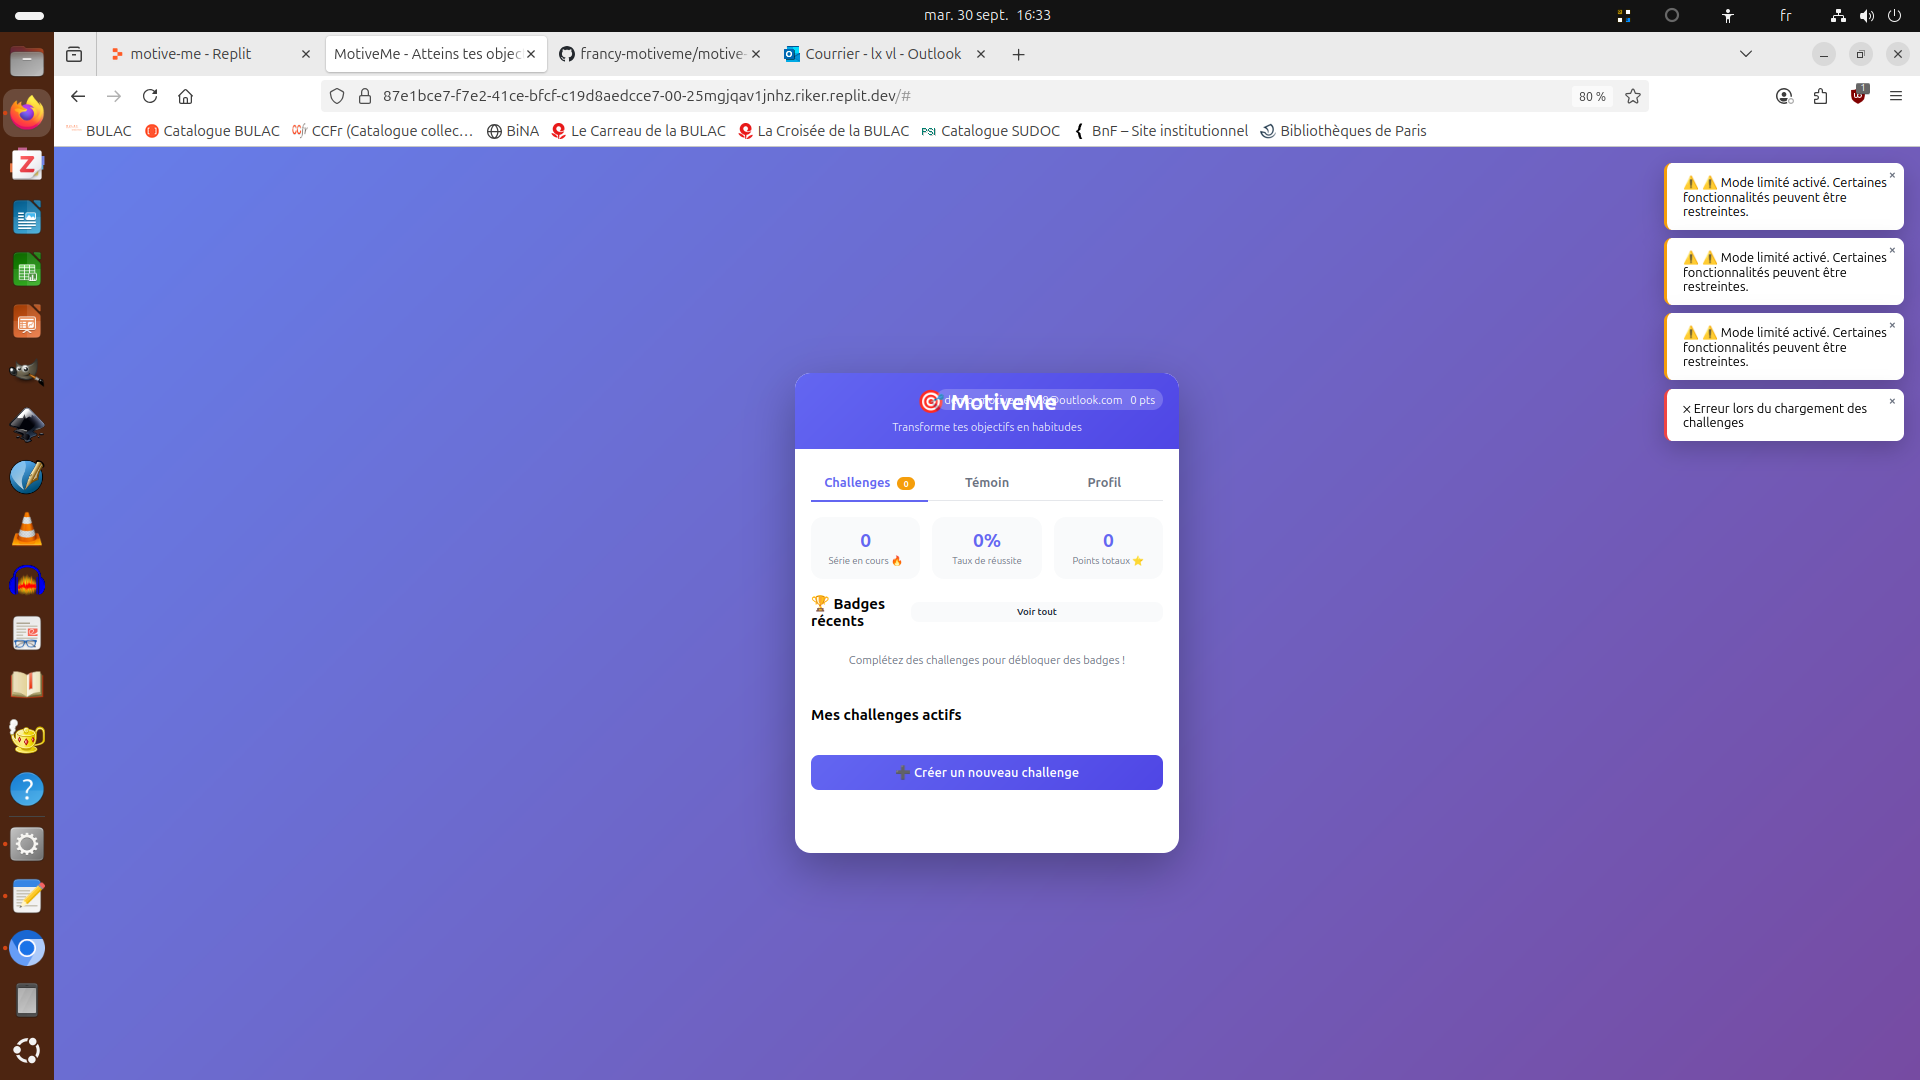 mar. 30 sept. 16:33
fr
motive-me - Replit
MotiveMe - Atteins tes objec
francy-motiveme/motive-
Courrier - lx vl - Outlook
87e1bce7-f7e2-41ce-bfcf-c19d8aedcce7-00-25mgjqav1jnhz.riker.replit.dev/#
80 %
1
BULAC
Catalogue BULAC
CCFr (Catalogue collec…
BiNA
Le Carreau de la BULAC
La Croisée de la BULAC
Catalogue SUDOC
BnF – Site institutionnel
Bibliothèques de Paris
⚠️ ⚠️ Mode limité activé. Certaines
fonctionnalités peuvent être
restreintes.
⚠️ ⚠️ Mode limité activé. Certaines
fonctionnalités peuvent être
restreintes.
⚠️ ⚠️ Mode limité activé. Certaines
fonctionnalités peuvent être
restreintes.
× Erreur lors du chargement des
challenges
🎯 MotiveMe
@outlook.com 0 pts
Transforme tes objectifs en habitudes
Challenges 0
Témoin
Profil
0
Série en cours 🔥
0%
Taux de réussite
0
Points totaux ⭐
🏆 Badges
récents
Voir tout
Complétez des challenges pour débloquer des badges !
Mes challenges actifs
➕ Créer un nouveau challenge